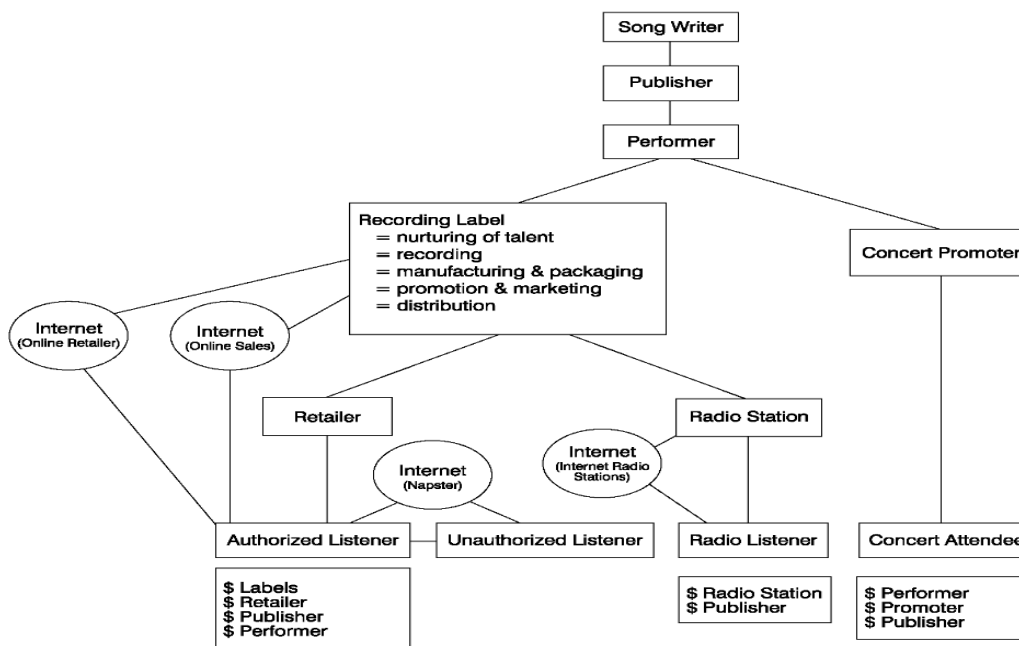 Song Writer
Publisher
Performer
Recording Label
= nurturing of talent
= recording
= manufacturing & packaging
= promotion & marketing
= distribution
Concert Promoter
Internet
(Online Retailer)
Internet
(Online Sales)
Retailer
Radio Station
Internet
(Napster)
Internet
(Internet Radio
Stations)
Authorized Listener
Unauthorized Listener
Radio Listener
Concert Attendee
$ Labels
$ Retailer
$ Publisher
$ Performer
$ Radio Station
$ Publisher
$ Performer
$ Promoter
$ Publisher